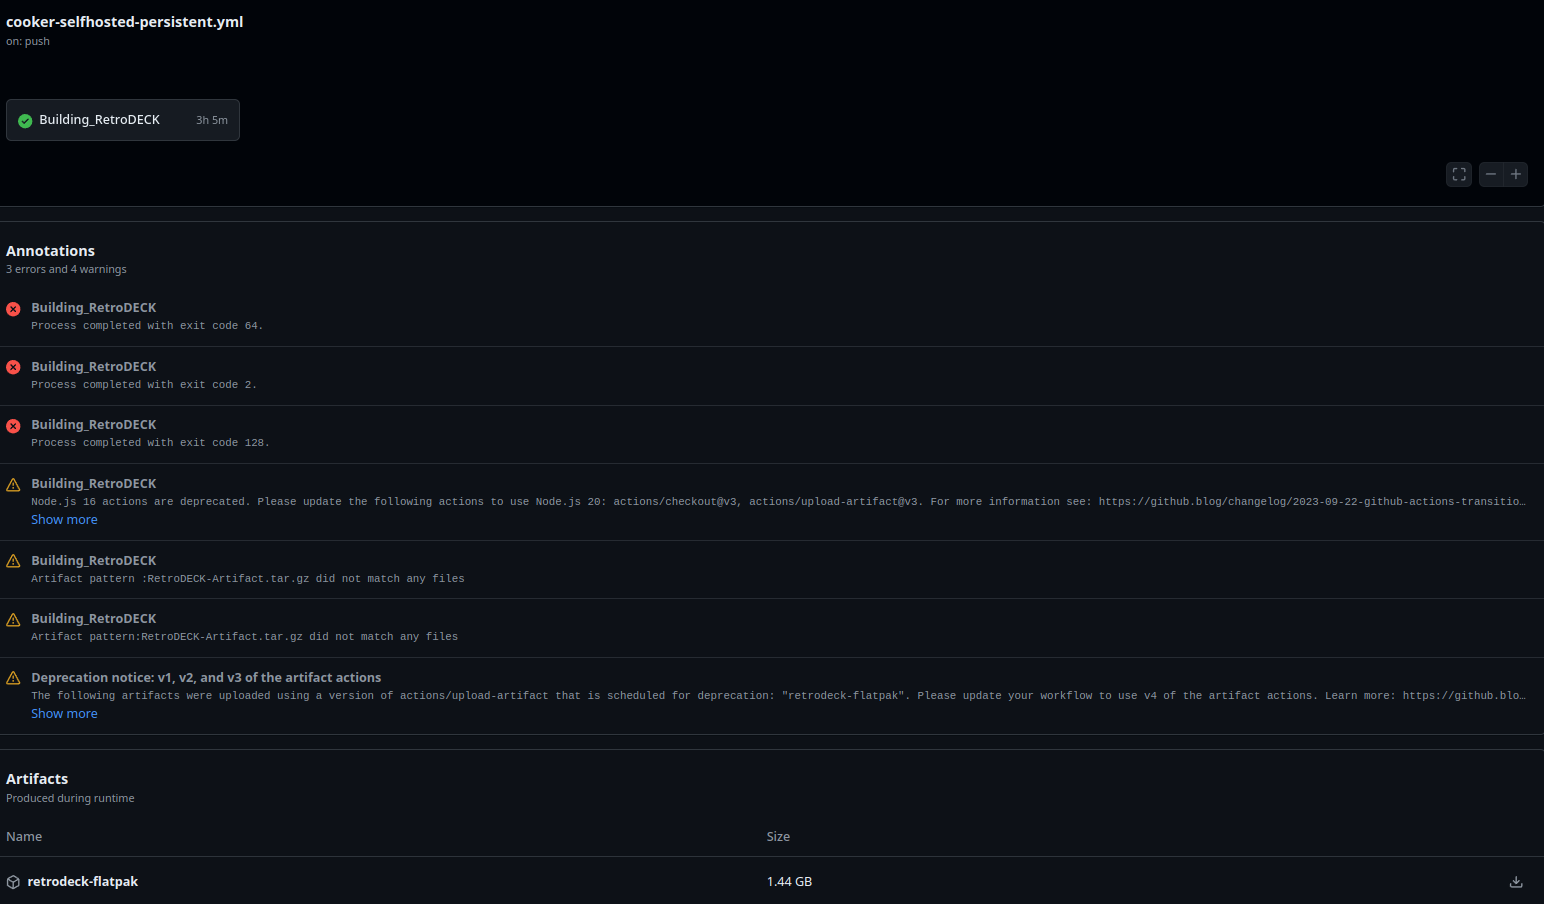 cooker-selfhosted-persistent.yml
on: push
Building_RetroDECK 3h 5m
Annotations
3 errors and 4 warnings
Building_RetroDECK
Process completed with exit code 64.
Building_RetroDECK
Process completed with exit code 2.
Building_RetroDECK
Process completed with exit code 128.
Building_RetroDECK
Node.js 16 actions are deprecated. Please update the following actions to use Node.js 20: actions/checkout@v3, actions/upload-artifact@v3. For more information see: https://github.blog/changelog/2023-09-22-github-actions-transitio…
Show more
Building_RetroDECK
Artifact pattern :RetroDECK-Artifact.tar.gz did not match any files
Building_RetroDECK
Artifact pattern:RetroDECK-Artifact.tar.gz did not match any files
Deprecation notice: v1, v2, and v3 of the artifact actions
The following artifacts were uploaded using a version of actions/upload-artifact that is scheduled for deprecation: "retrodeck-flatpak". Please update your workflow to use v4 of the artifact actions. Learn more: https://github.blo…
Show more
Artifacts
Produced during runtime
Name Size
retrodeck-flatpak 1.44 GB